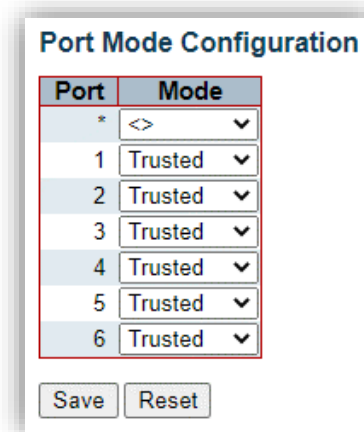 Port Mode Configuration
Port Mode
* <>
1 Trusted
2 Trusted
3 Trusted
4 Trusted
5 Trusted
6 Trusted
Save Reset